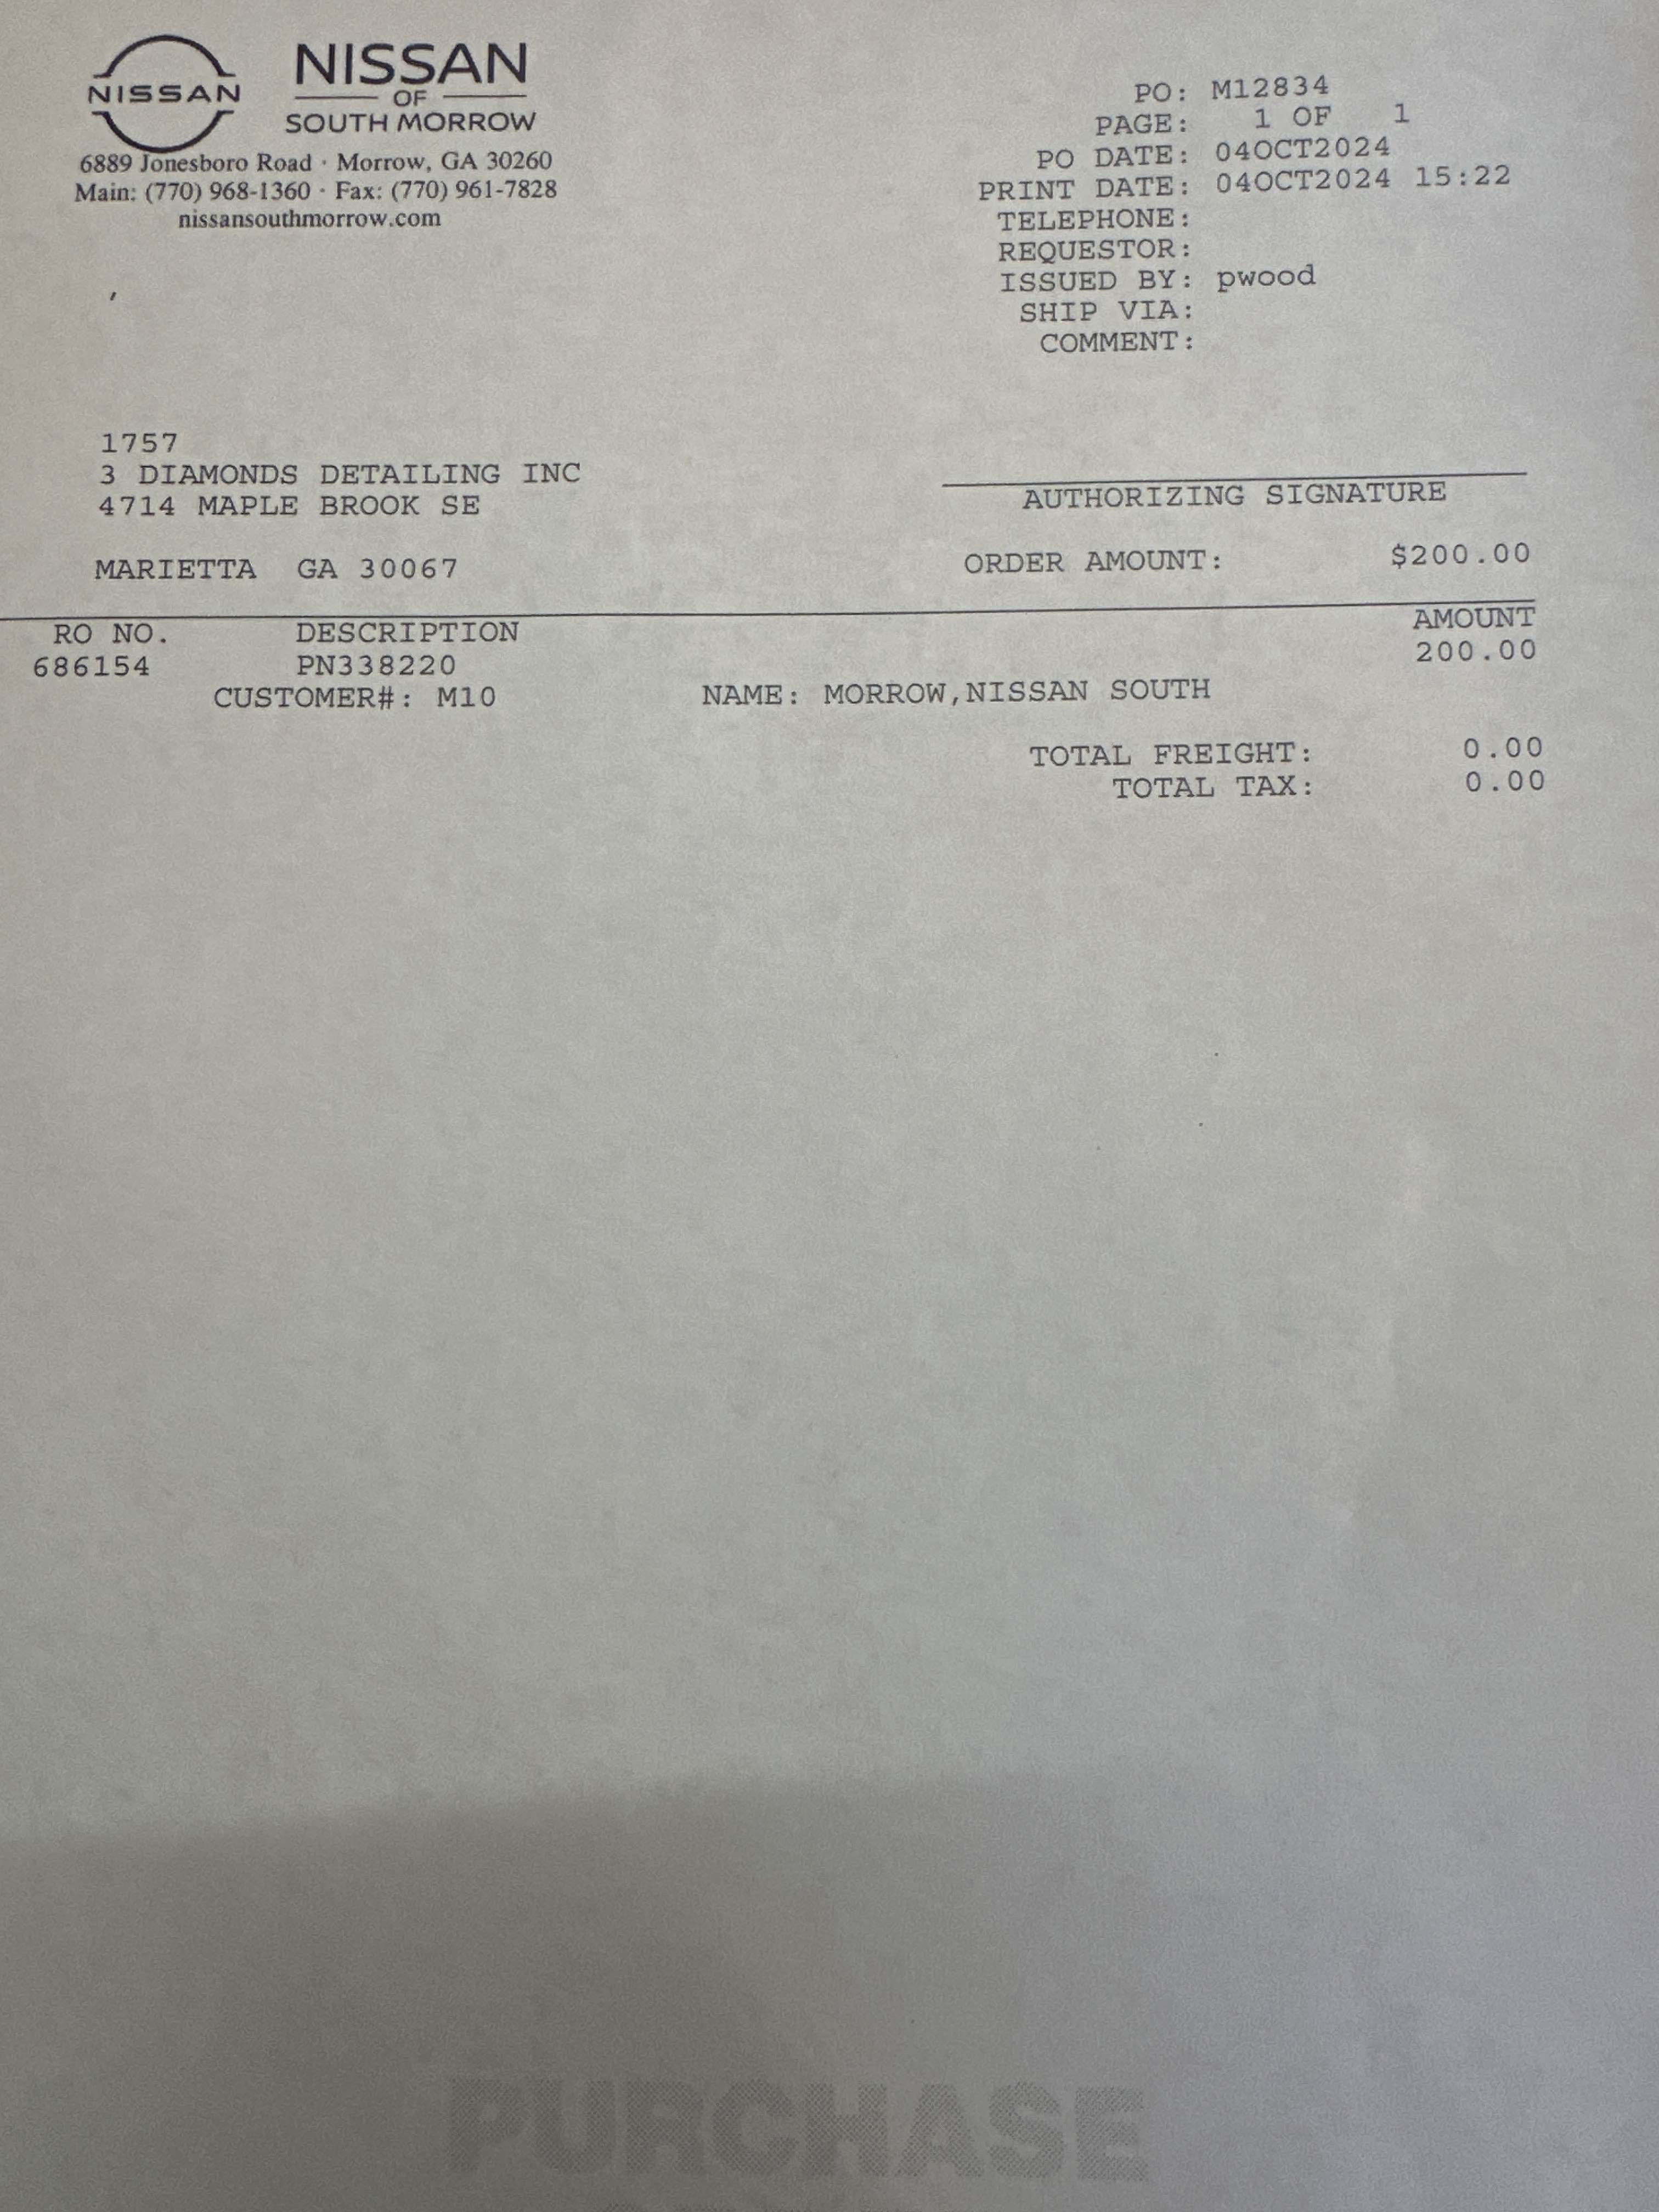 NISSAN
NISSAN
OF
SOUTH MORROW
6889 Jonesboro Road · Morrow, GA 30260
Main: (770) 968-1360 · Fax: (770) 961-7828
nissansouthmorrow.com
PO: M12834
PAGE: 1 OF 1
PO DATE: 04OCT2024
PRINT DATE: 04OCT2024 15:22
TELEPHONE:
REQUESTOR:
ISSUED BY: pwood
SHIP VIA:
COMMENT:
1757
3 DIAMONDS DETAILING INC
4714 MAPLE BROOK SE
MARIETTA GA 30067
AUTHORIZING SIGNATURE
ORDER AMOUNT: $200.00
RO NO. DESCRIPTION AMOUNT
686154 PN338220 200.00
CUSTOMER#: M10 NAME: MORROW,NISSAN SOUTH
TOTAL FREIGHT: 0.00
TOTAL TAX: 0.00
PURCHASE